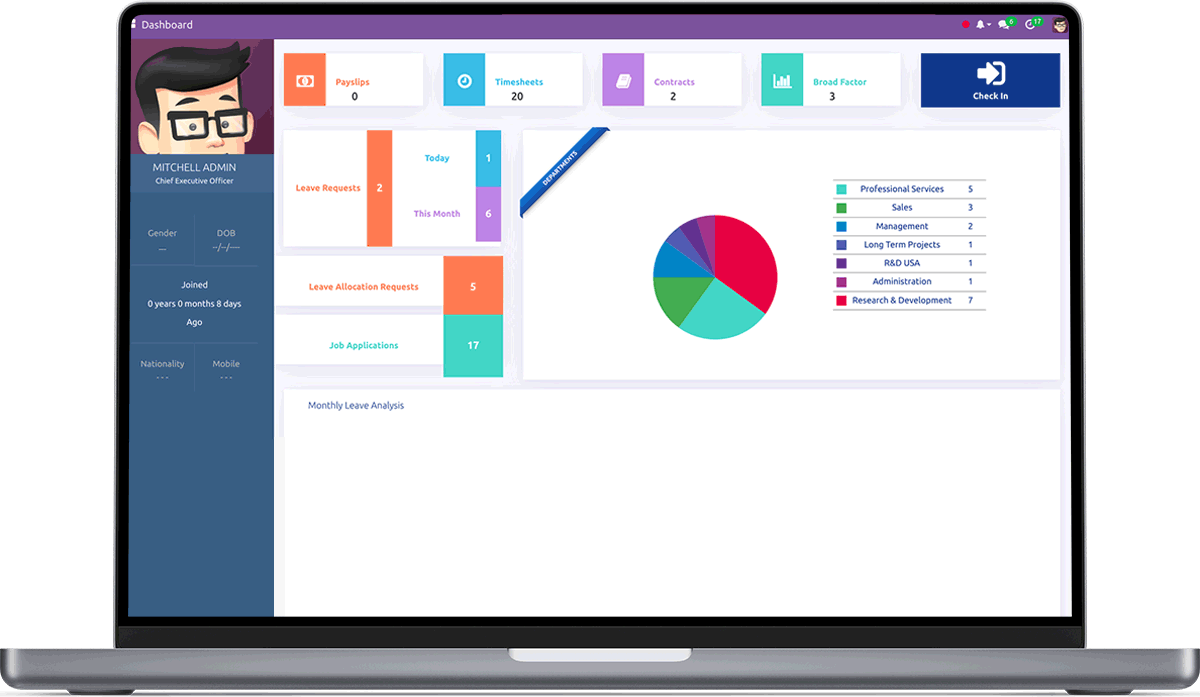 Dashboard
6
17
Payslips
0
Timesheets
20
Contracts
2
Broad Factor
3
Check In
MITCHELL ADMIN
Chief Executive Officer
Gender
---
DOB
--/--/----
Joined
0 years 0 months 8 days
Ago
Nationality
---
Mobile
---
Leave Requests
2
Today
1
This Month
6
Leave Allocation Requests
5
Job Applications
17
DEPARTMENTS
Professional Services 5
Sales 3
Management 2
Long Term Projects 1
R&D USA 1
Administration 1
Research & Development 7
Monthly Leave Analysis